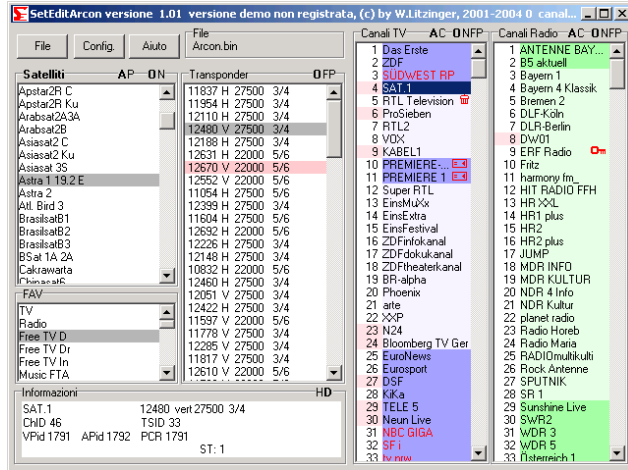 SetEditArcon versione 1.01 versione demo non registrata, (c) by W.Litzinger, 2001-2004 0 canal...
File
Config.
Aiuto
File
Arcon.bin
Satelliti AP ON
Apstar2R C
Apstar2R Ku
Arabsat2A3A
Arabsat2B
Asiasat2 C
Asiasat2 Ku
Asiasat 3S
Astra 1 19.2 E
Astra 2
Atl. Bird 3
BrasilsatB1
BrasilsatB2
BrasilsatB3
BSat 1A 2A
Cakrawarta
Chinasat6
Transponder OFP
11837 H 27500 3/4
11954 H 27500 3/4
12110 H 27500 3/4
12480 V 27500 3/4
12188 H 27500 3/4
12631 H 22000 5/6
12670 V 22000 5/6
12552 V 22000 5/6
11054 H 27500 5/6
12399 H 27500 3/4
11604 H 27500 5/6
12692 H 22000 5/6
12226 H 27500 3/4
12148 H 27500 3/4
10832 H 22000 5/6
12460 H 27500 3/4
12051 V 27500 3/4
12422 H 27500 3/4
11597 V 22000 5/6
11778 V 27500 3/4
12285 V 27500 3/4
11817 V 27500 3/4
12610 V 22000 5/6
FAV
TV
Radio
Free TV D
Free TV Dr
Free TV In
Music FTA
Informazioni HD
SAT.1 12480 vert 27500 3/4
ChID 46 TSID 33
VPid 1791 APid 1792 PCR 1791
ST: 1
Canali TV AC ONFP
1 Das Erste
2 ZDF
3 SÜDWEST RP
4 SAT.1
5 RTL Television
6 ProSieben
7 RTL2
8 VOX
9 KABEL1
10 PREMIERE-...
11 PREMIERE 1
12 Super RTL
13 EinsMuXx
14 EinsExtra
15 EinsFestival
16 ZDFinfokanal
17 ZDFdokukanal
18 ZDFtheaterkanal
19 BR-alpha
20 Phoenix
21 arte
22 XXP
23 N24
24 Bloomberg TV Ger
25 EuroNews
26 Eurosport
27 DSF
28 KiKa
29 TELE 5
30 Neun Live
31 NBC GIGA
32 SF i
33 tv nrw
Canali Radio AC ONFP
1 ANTENNE BAY...
2 B5 aktuell
3 Bayern 1
4 Bayern 4 Klassik
5 Bremen 2
6 DLF-Köln
7 DLR-Berlin
8 DW01
9 ERF Radio
10 Fritz
11 harmony fm_
12 HIT RADIO FFH
13 HR XXL
14 HR1 plus
15 HR2
16 HR2 plus
17 JUMP
18 MDR INFO
19 MDR KULTUR
20 NDR 4 Info
21 NDR Kultur
22 planet radio
23 Radio Horeb
24 Radio Maria
25 RADIOmultikulti
26 Rock Antenne
27 SPUTNIK
28 SR 1
29 Sunshine Live
30 SWR2
31 WDR 3
32 WDR 5
33 Österreich 1